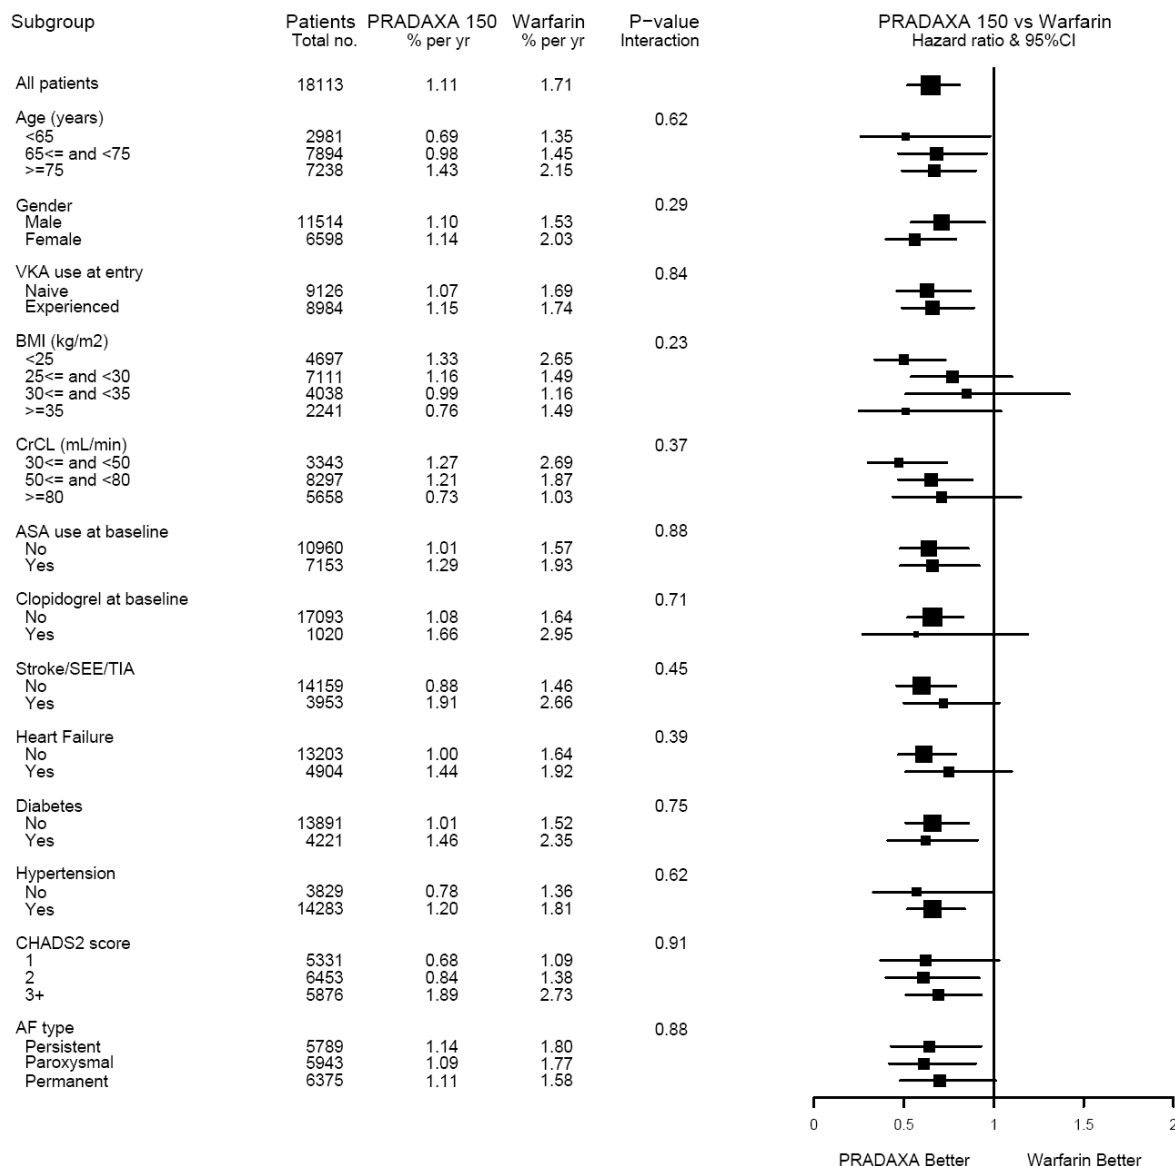 Subgroup Patients PRADAXA 150 Warfarin P−value PRADAXA 150 vs Warfarin
Total no. % per yr % per yr Interaction Hazard ratio & 95%CI
All patients 18113 1.11 1.71
Age (years) 0.62
<65 2981 0.69 1.35
65<= and <75 7894 0.98 1.45
>=75 7238 1.43 2.15
Gender 0.29
Male 11514 1.10 1.53
Female 6598 1.14 2.03
VKA use at entry 0.84
Naive 9126 1.07 1.69
Experienced 8984 1.15 1.74
BMI (kg/m2) 0.23
<25 4697 1.33 2.65
25<= and <30 7111 1.16 1.49
30<= and <35 4038 0.99 1.16
>=35 2241 0.76 1.49
CrCL (mL/min) 0.37
30<= and <50 3343 1.27 2.69
50<= and <80 8297 1.21 1.87
>=80 5658 0.73 1.03
ASA use at baseline 0.88
No 10960 1.01 1.57
Yes 7153 1.29 1.93
Clopidogrel at baseline 0.71
No 17093 1.08 1.64
Yes 1020 1.66 2.95
Stroke/SEE/TIA 0.45
No 14159 0.88 1.46
Yes 3953 1.91 2.66
Heart Failure 0.39
No 13203 1.00 1.64
Yes 4904 1.44 1.92
Diabetes 0.75
No 13891 1.01 1.52
Yes 4221 1.46 2.35
Hypertension 0.62
No 3829 0.78 1.36
Yes 14283 1.20 1.81
CHADS2 score 0.91
1 5331 0.68 1.09
2 6453 0.84 1.38
3+ 5876 1.89 2.73
AF type 0.88
Persistent 5789 1.14 1.80
Paroxysmal 5943 1.09 1.77
Permanent 6375 1.11 1.58
0 0.5 1 1.5 2
PRADAXA Better Warfarin Better